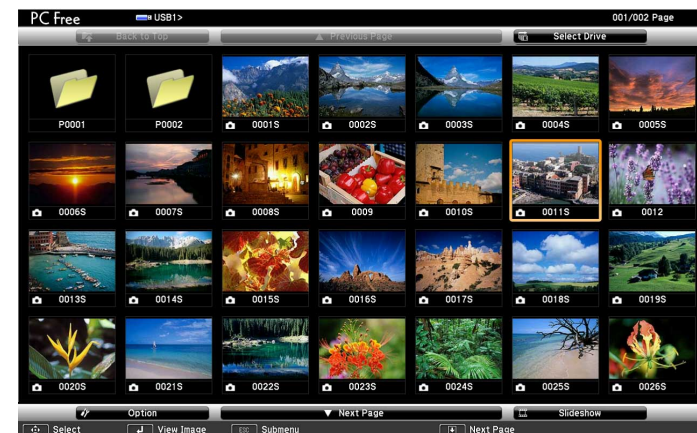 PC Free USB1> 001/002 Page
Back to Top Previous Page Select Drive
P0001 P0002 0001S 0002S 0003S 0004S 0005S
0006S 0007S 0008S 0009 0010S 0011S 0012
0013S 0014S 0015S 0016S 0017S 0018S 0019S
0020S 0021S 0022S 0023S 0024S 0025S 0026S
Option Next Page Slideshow
Select View Image ESC Submenu Next Page